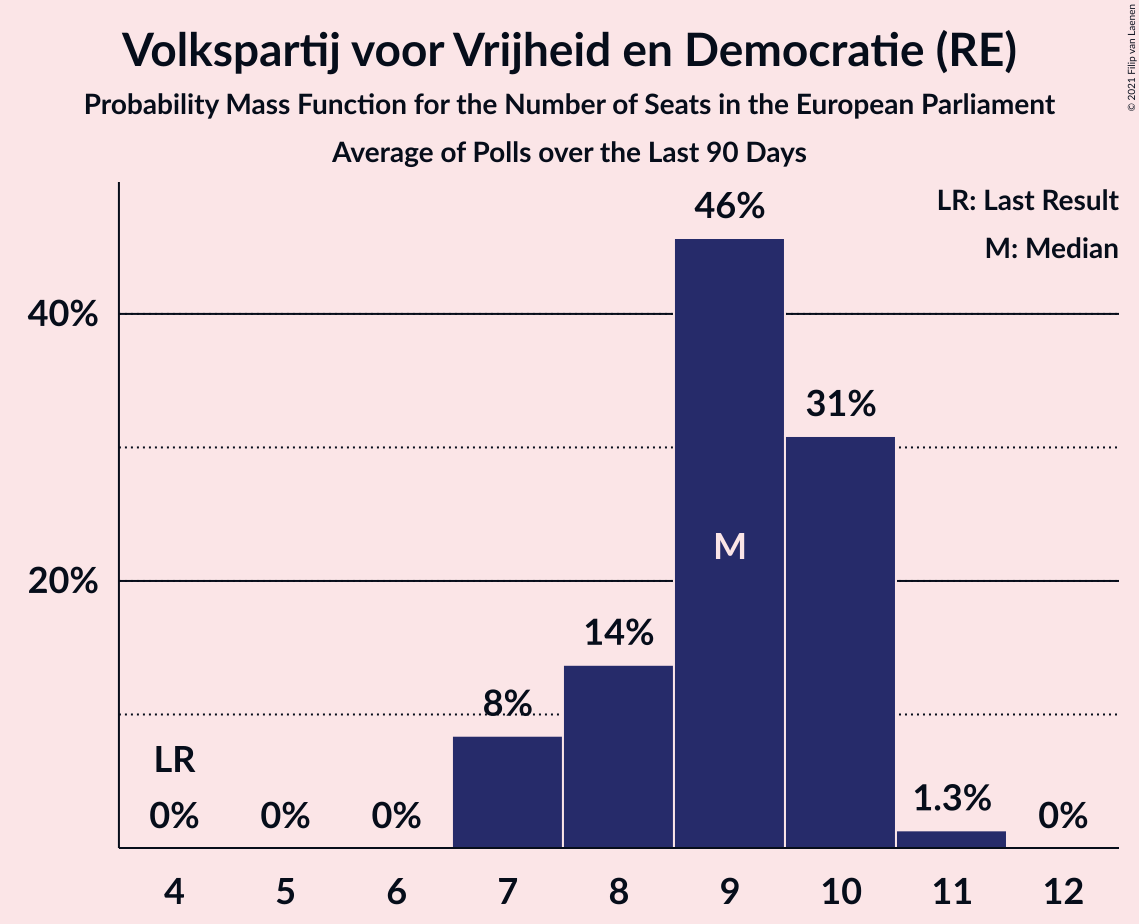 Volkspartij voor Vrijheid en Democratie (RE)
Probability Mass Function for the Number of Seats in the European Parliament
Average of Polls over the Last 90 Days
© 2021 Filip van Laenen
LR: Last Result
M: Median
46%
40%
31%
M
20%
14%
8%
LR
0%
0%
0%
1.3%
0%
4 5 6 7 8 9 10 11 12